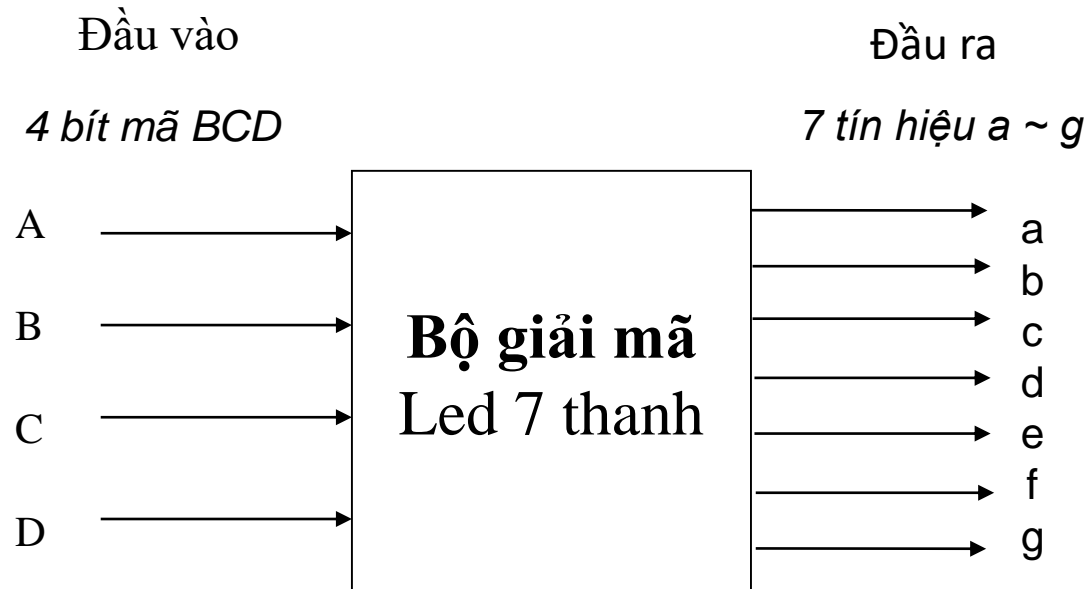 Đầu vào
Đầu ra
4 bít mã BCD
7 tín hiệu a ~ g
A
B
C
D
Bộ giải mã
Led 7 thanh
a
b
c
d
e
f
g